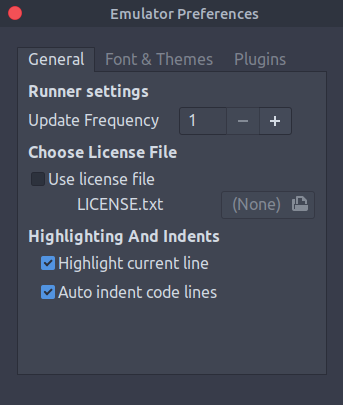 Emulator Preferences
General Font & Themes Plugins
Runner settings
Update Frequency 1 − +
Choose License File
Use license file
LICENSE.txt (None)
Highlighting And Indents
Highlight current line
Auto indent code lines